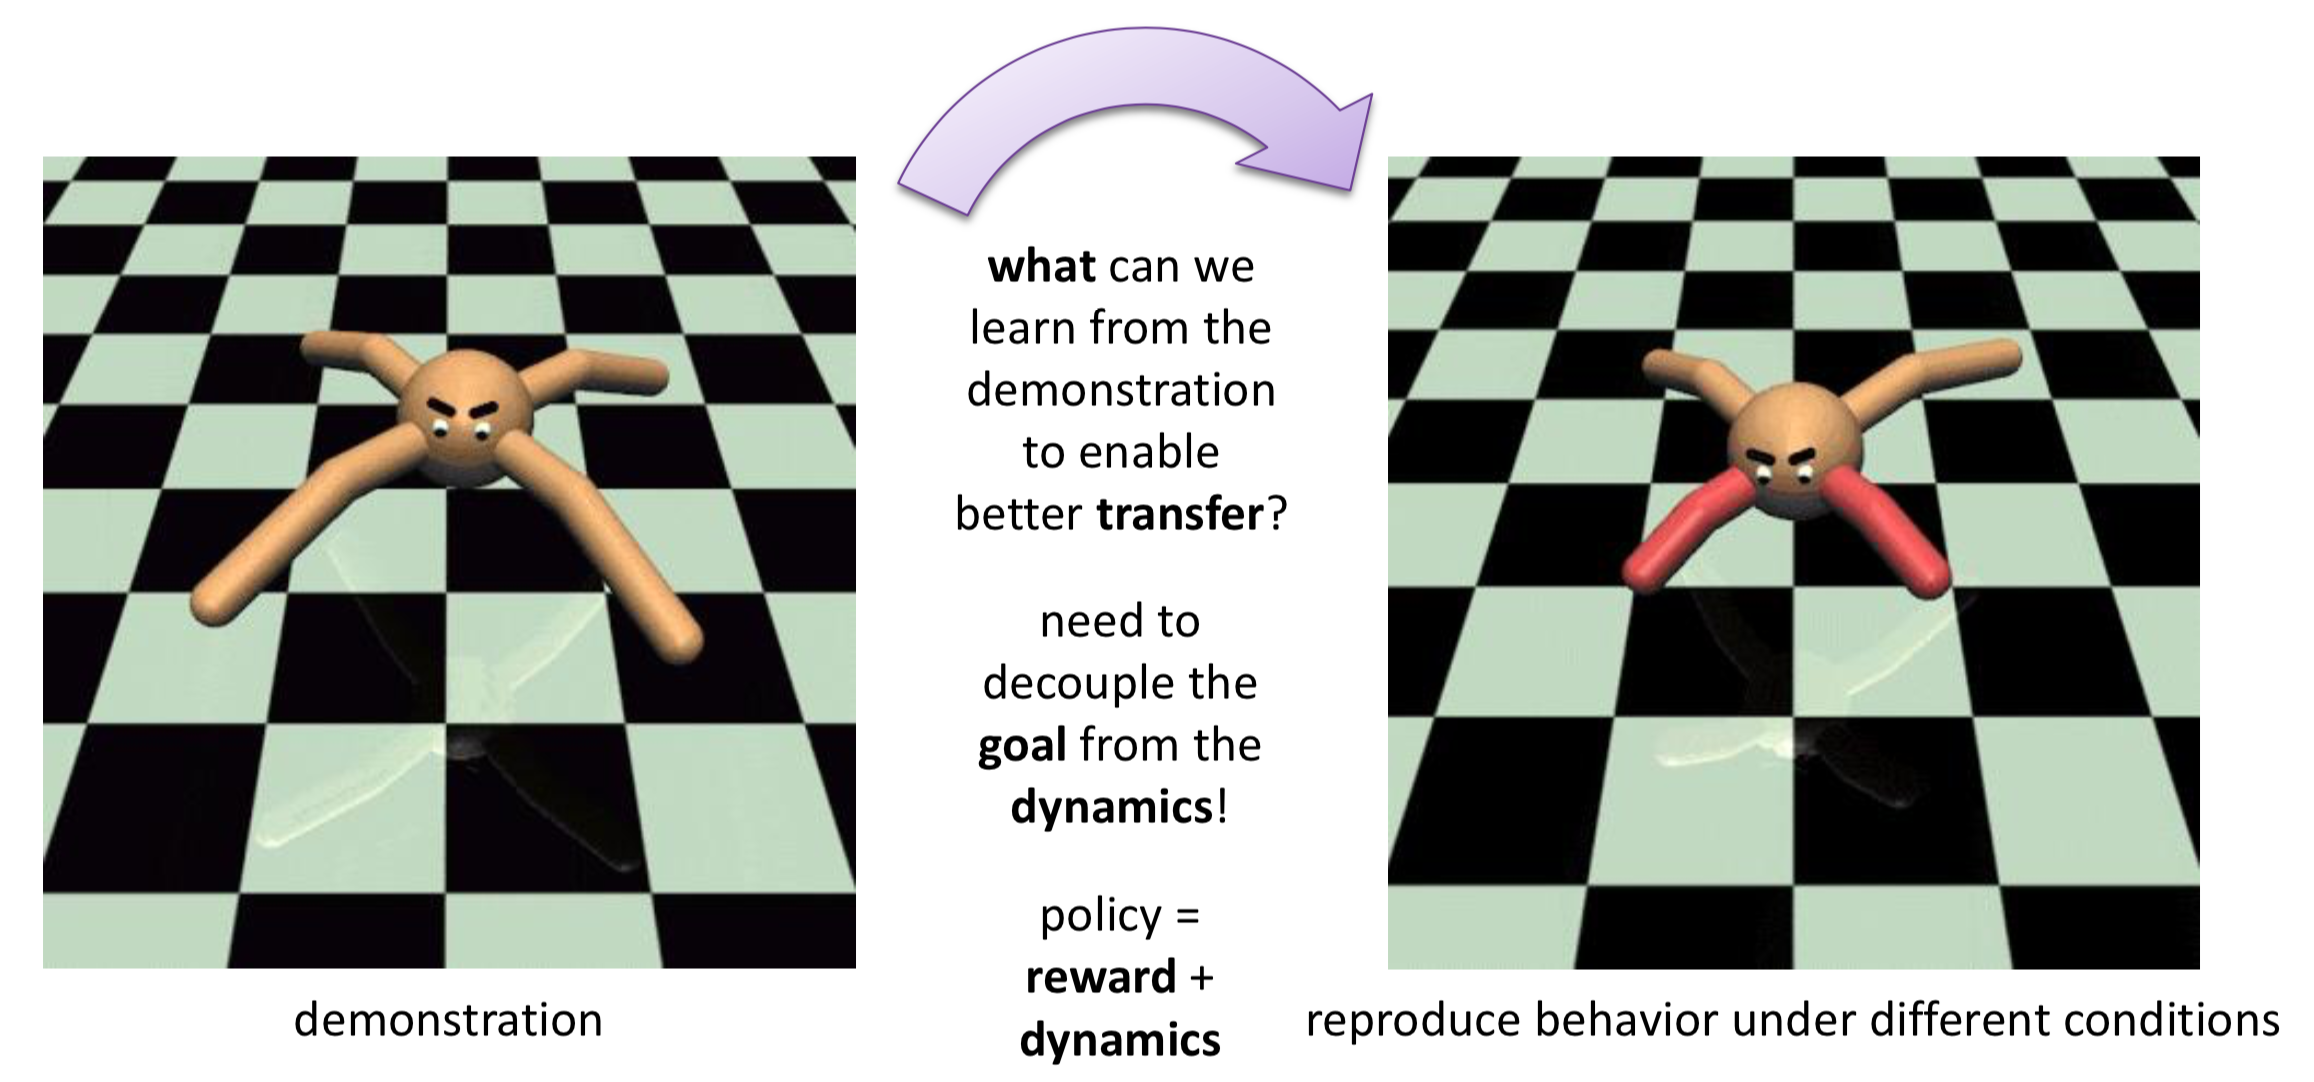 what can we
learn from the
demonstration
to enable
better transfer?
need to
decouple the
goal from the
dynamics!
policy =
reward +
dynamics
demonstration
reproduce behavior under different conditions